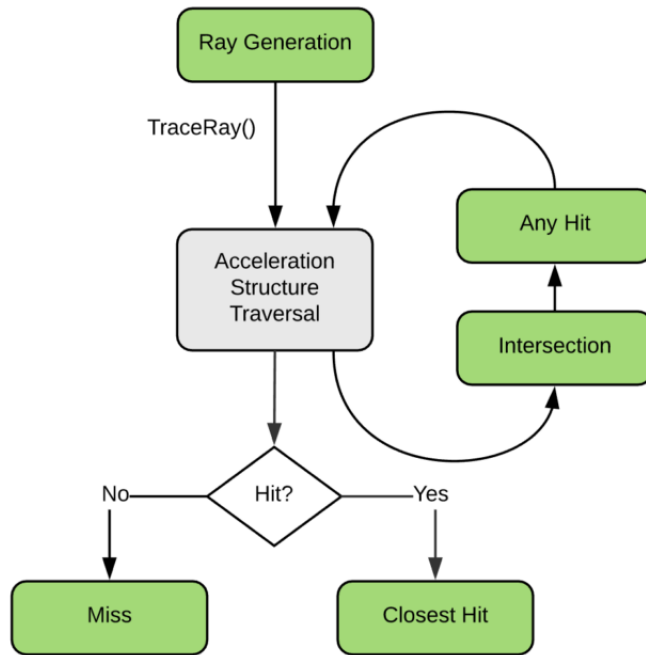 Ray Generation
TraceRay()
Acceleration
Structure
Traversal
Any Hit
Intersection
Hit?
No
Yes
Miss
Closest Hit